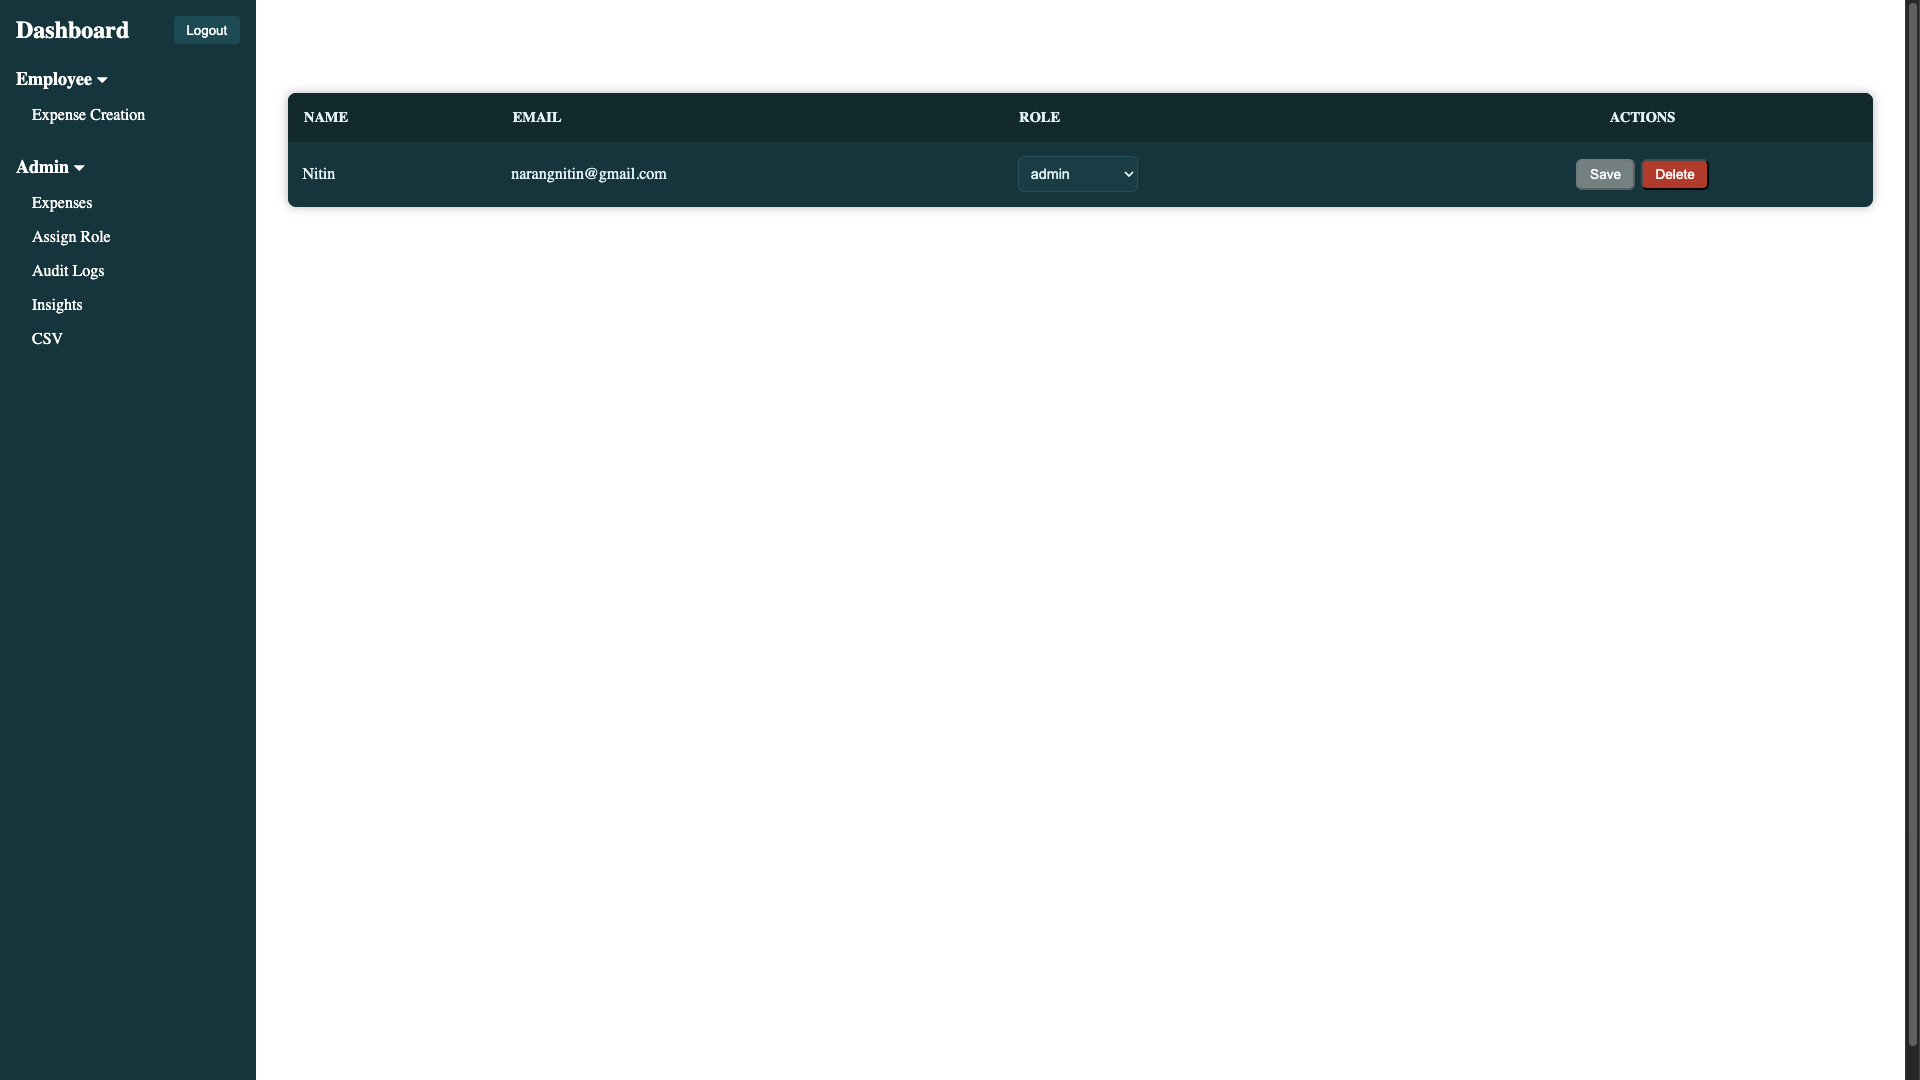 Dashboard
Logout
Employee
Expense Creation
Admin
Expenses
Assign Role
Audit Logs
Insights
CSV
NAME EMAIL ROLE ACTIONS
Nitin narangnitin@gmail.com admin Save Delete